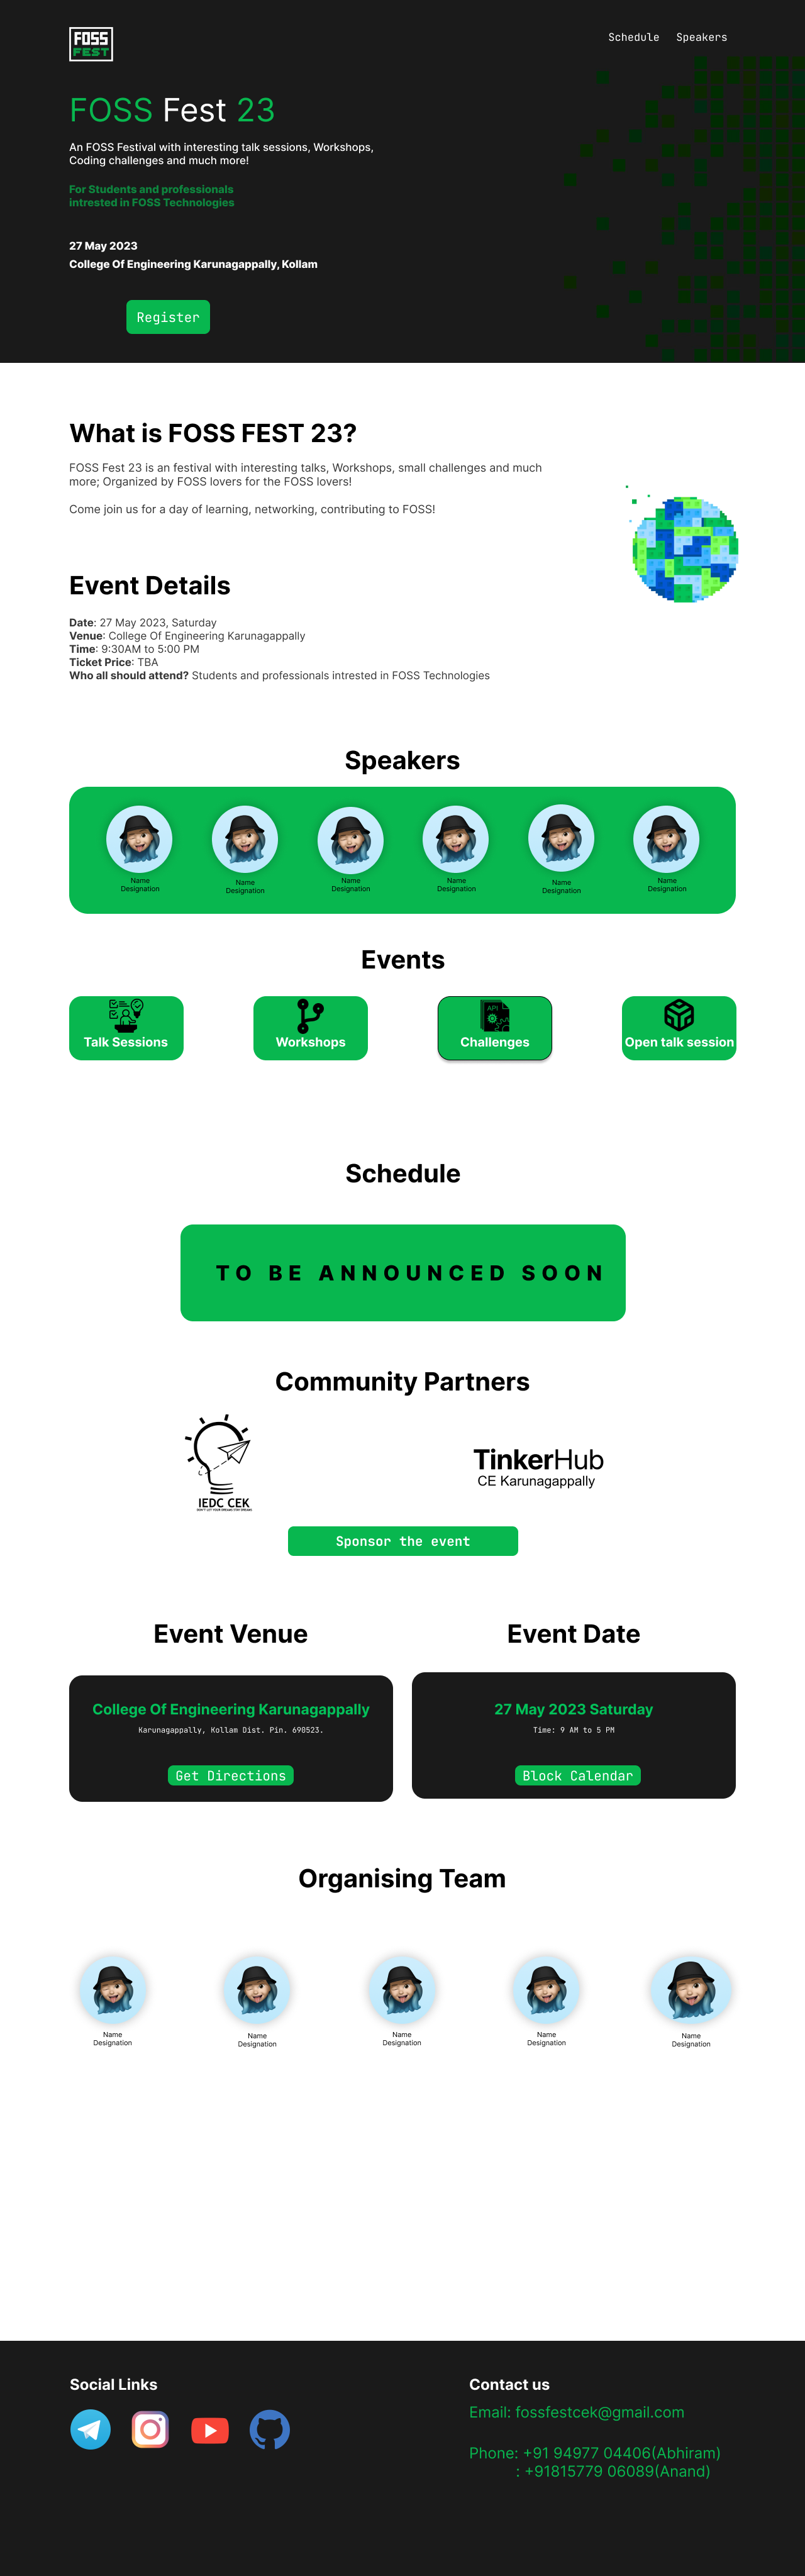 FOSS
FEST
Schedule Speakers
FOSS Fest 23
An FOSS Festival with interesting talk sessions, Workshops,
Coding challenges and much more!
For Students and professionals
intrested in FOSS Technologies
27 May 2023
College Of Engineering Karunagappally, Kollam
Register
What is FOSS FEST 23?
FOSS Fest 23 is an festival with interesting talks, Workshops, small challenges and much
more; Organized by FOSS lovers for the FOSS lovers!
Come join us for a day of learning, networking, contributing to FOSS!
Event Details
Date: 27 May 2023, Saturday
Venue: College Of Engineering Karunagappally
Time: 9:30AM to 5:00 PM
Ticket Price: TBA
Who all should attend? Students and professionals intrested in FOSS Technologies
Speakers
Name
Designation
Name
Designation
Name
Designation
Name
Designation
Name
Designation
Name
Designation
Events
Talk Sessions
Workshops
API
Challenges
Open talk session
Schedule
TO BE ANNOUNCED SOON
Community Partners
IEDC CEK
DON'T LET YOUR DREAMS STAY DREAMS
TinkerHub
CE Karunagappally
Sponsor the event
Event Venue
College Of Engineering Karunagappally
Karunagappally, Kollam Dist. Pin. 690523.
Get Directions
Event Date
27 May 2023 Saturday
Time: 9 AM to 5 PM
Block Calendar
Organising Team
Name
Designation
Name
Designation
Name
Designation
Name
Designation
Name
Designation
Social Links
Contact us
Email: fossfestcek@gmail.com
Phone: +91 94977 04406(Abhiram)
: +91815779 06089(Anand)